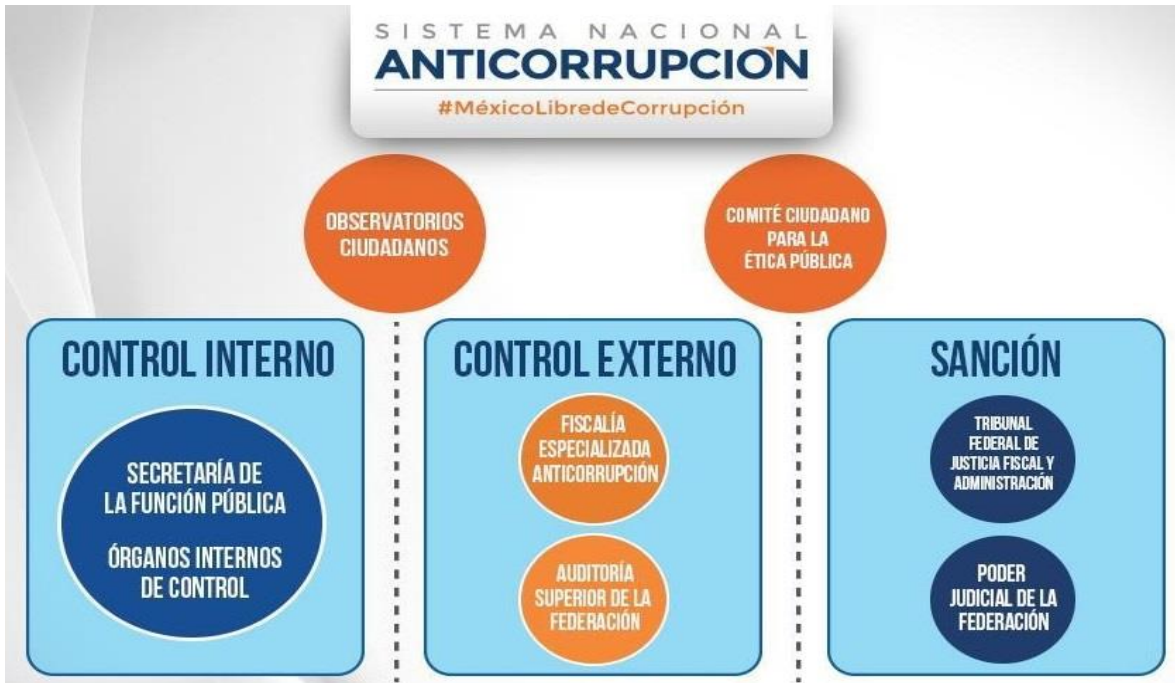 SISTEMA NACIONAL
ANTICORRUPCIÓN
#MéxicoLibredeCorrupción
OBSERVATORIOS
CIUDADANOS
COMITÉ CIUDADANO
PARA LA
ÉTICA PÚBLICA
CONTROL INTERNO
SECRETARÍA DE
LA FUNCIÓN PÚBLICA
ÓRGANOS INTERNOS
DE CONTROL
CONTROL EXTERNO
FISCALÍA
ESPECIALIZADA
ANTICORRUPCIÓN
AUDITORÍA
SUPERIOR DE LA
FEDERACIÓN
SANCIÓN
TRIBUNAL
FEDERAL DE
JUSTICIA FISCAL Y
ADMINISTRACIÓN
PODER
JUDICIAL DE LA
FEDERACIÓN